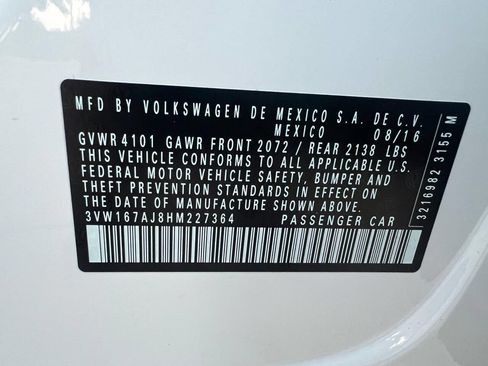 MFD BY VOLKSWAGEN DE MEXICO S.A. DE C.V.
MEXICO 08/16
GVWR 4101 GAWR FRONT 2072 / REAR 2138 LBS
THIS VEHICLE CONFORMS TO ALL APPLICABLE U.S.
FEDERAL MOTOR VEHICLE SAFETY, BUMPER AND
THEFT PREVENTION STANDARDS IN EFFECT ON
THE DATE OF MANUFACTURE SHOWN ABOVE
3VW167AJ8HM227364 PASSENGER CAR
3216982 3155 M